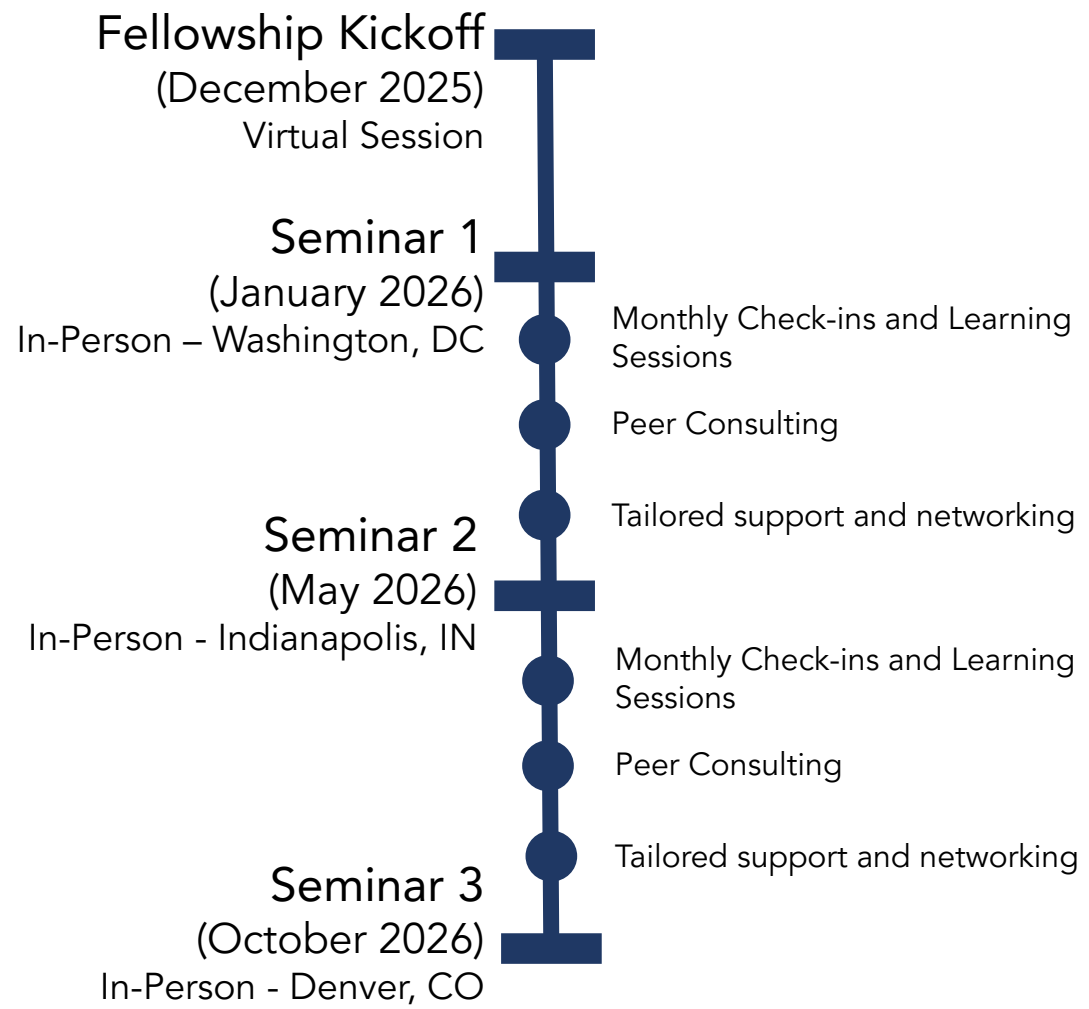 Fellowship Kickoff
(December 2025)
Virtual Session
Seminar 1
(January 2026)
In-Person – Washington, DC
Monthly Check-ins and Learning
Sessions
Peer Consulting
Tailored support and networking
Seminar 2
(May 2026)
In-Person - Indianapolis, IN
Monthly Check-ins and Learning
Sessions
Peer Consulting
Tailored support and networking
Seminar 3
(October 2026)
In-Person - Denver, CO